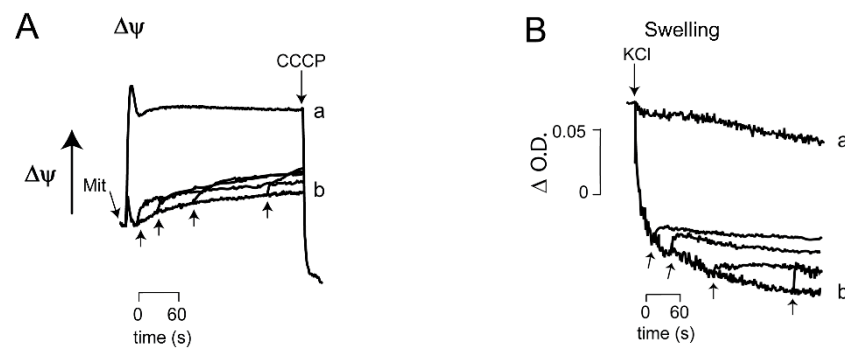 A
Δψ
CCCP
a
Δψ
Mit
b
0 60
time (s)
B
Swelling
KCl
0.05
0
Δ O.D.
a
b
0 60
time (s)